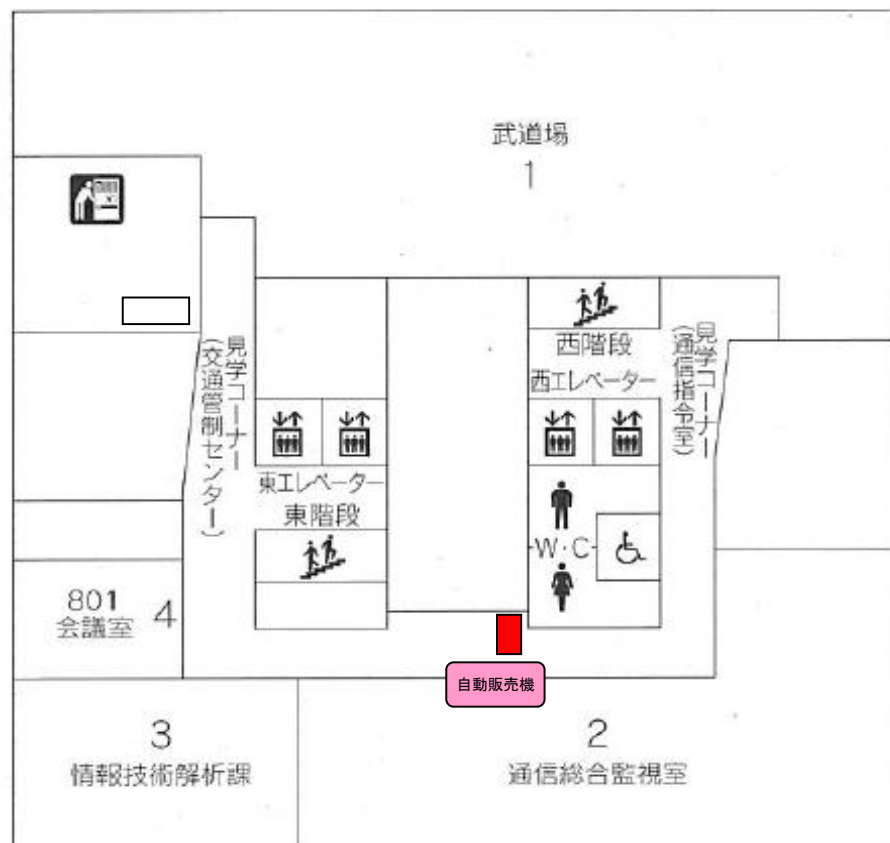 武道場
1
西階段
西エレベーター
見学コーナー
(通信指令室)
見学コーナー
(交通管制センター)
東エレベーター
東階段
W・C
801
会議室
4
自動販売機
3
情報技術解析課
2
通信総合監視室